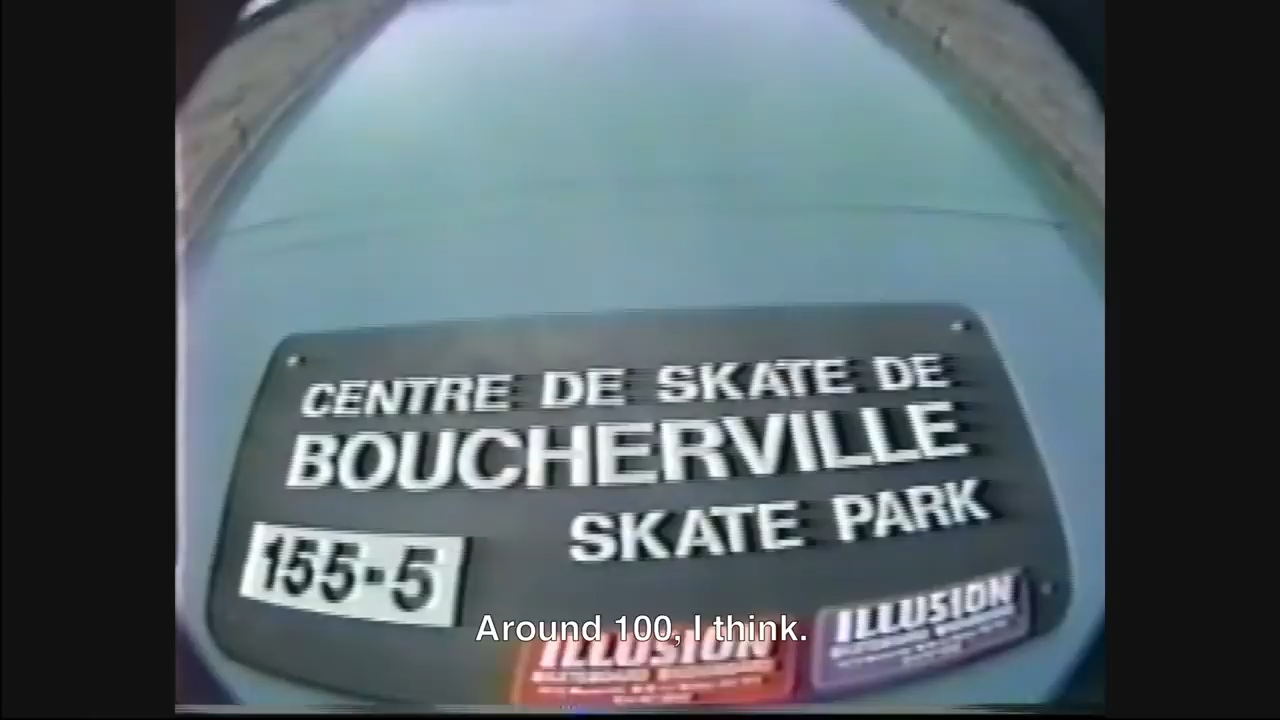 CENTRE DE SKATE DE
BOUCHERVILLE
SKATE PARK
155-5
Around 100, I think.
ILLUSION
ILLUSION